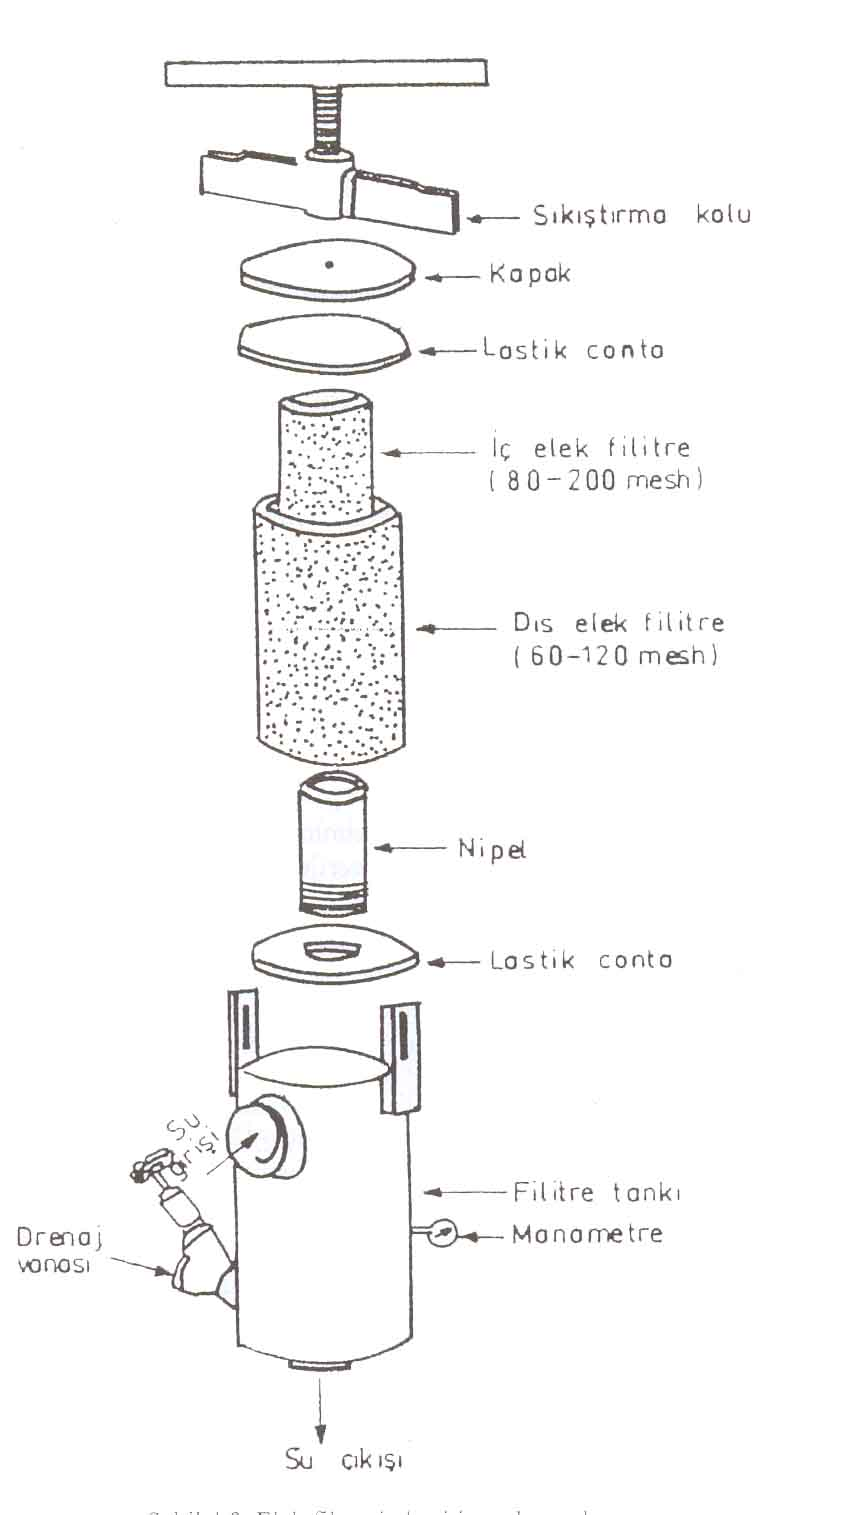 Sıkıştırma kolu
Kapak
Lastik conta
İç elek filitre
(80-200 mesh)
Dıs elek filitre
(60-120 mesh)
Nipel
Lastik conta
Su
girişi
Filitre tankı
Drenaj
vanası
Manametre
Su çıkışı